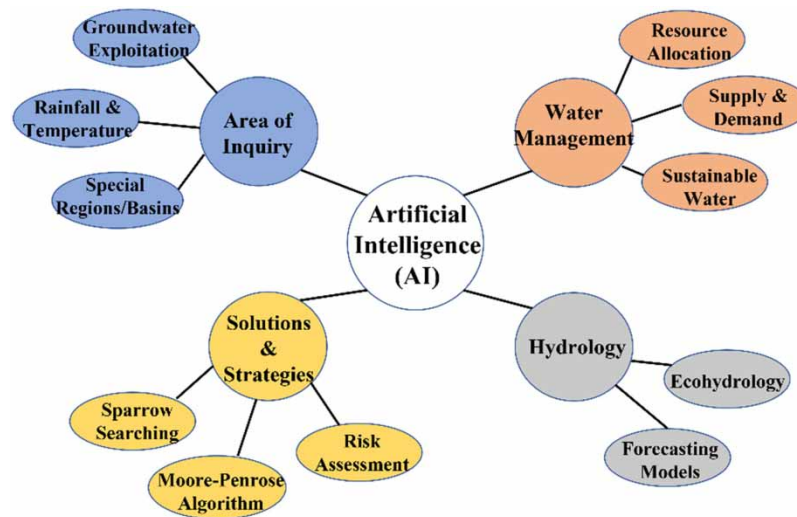 Groundwater
Exploitation
Rainfall &
Temperature
Special
Regions/Basins
Area of
Inquiry
Resource
Allocation
Supply &
Demand
Sustainable
Water
Water
Management
Artificial
Intelligence
(AI)
Solutions
&
Strategies
Sparrow
Searching
Moore-Penrose
Algorithm
Risk
Assessment
Hydrology
Ecohydrology
Forecasting
Models